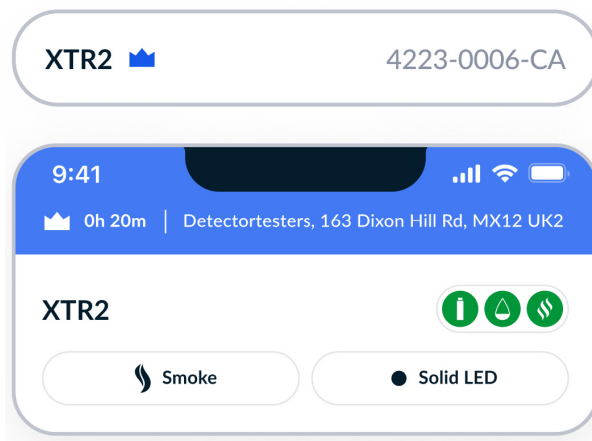 XTR2 4223-0006-CA
9:41
0h 20m | Detectortesters, 163 Dixon Hill Rd, MX12 UK2
XTR2
Smoke Solid LED